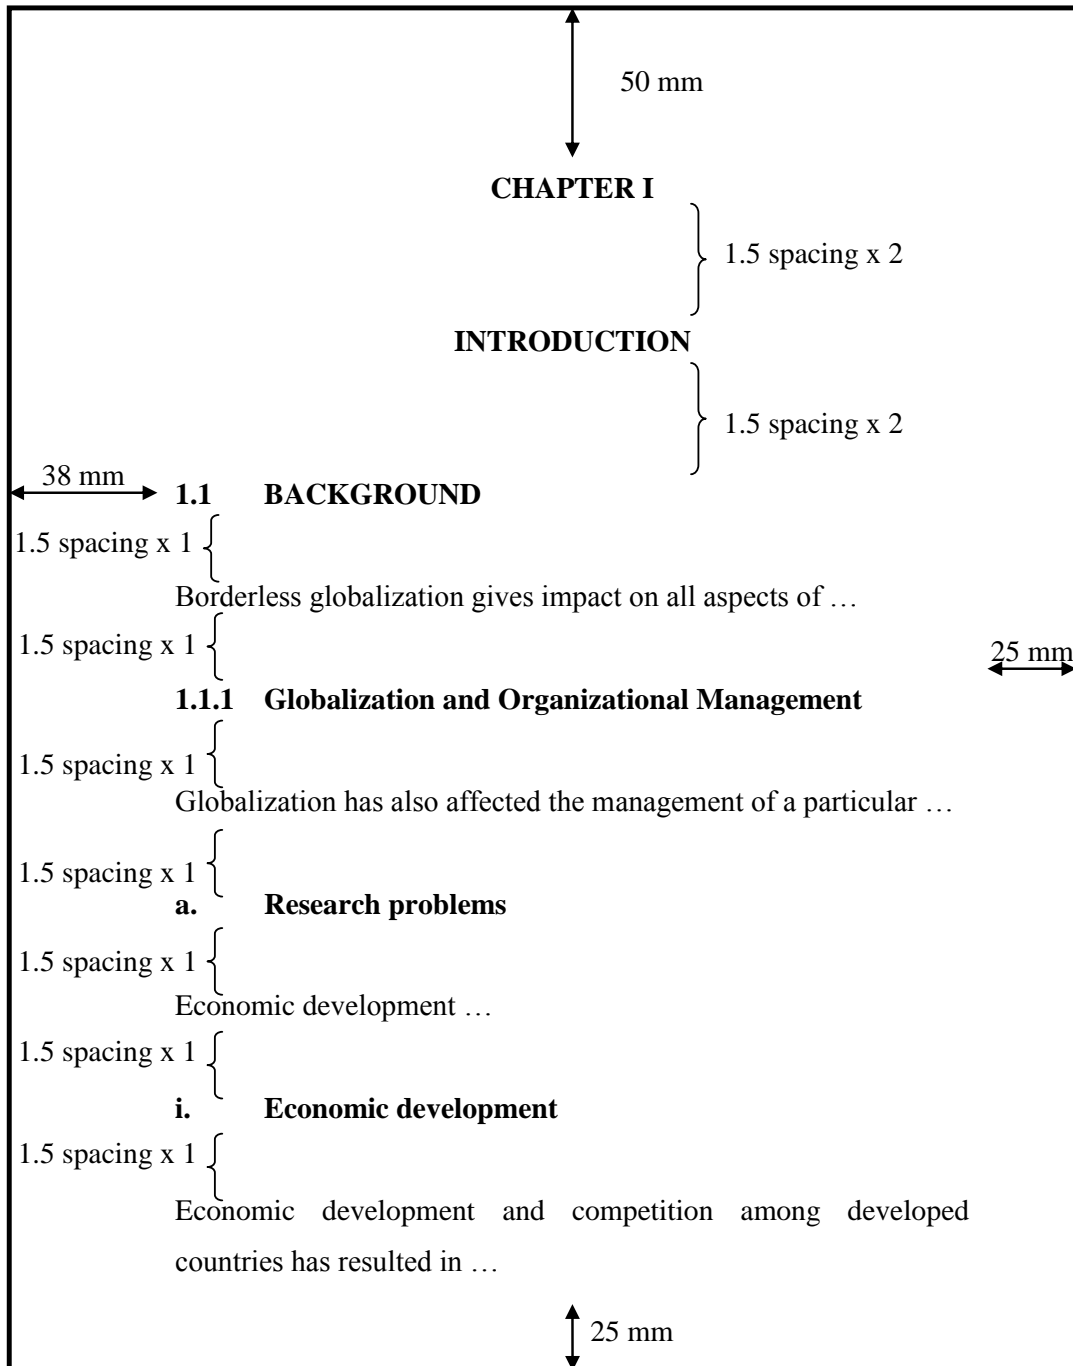 50 mm
CHAPTER I
1.5 spacing x 2
INTRODUCTION
1.5 spacing x 2
38 mm
1.1 BACKGROUND
1.5 spacing x 1
Borderless globalization gives impact on all aspects of …
1.5 spacing x 1
25 mm
1.1.1 Globalization and Organizational Management
1.5 spacing x 1
Globalization has also affected the management of a particular …
1.5 spacing x 1
a. Research problems
1.5 spacing x 1
Economic development …
1.5 spacing x 1
i. Economic development
1.5 spacing x 1
Economic development and competition among developed
countries has resulted in …
25 mm